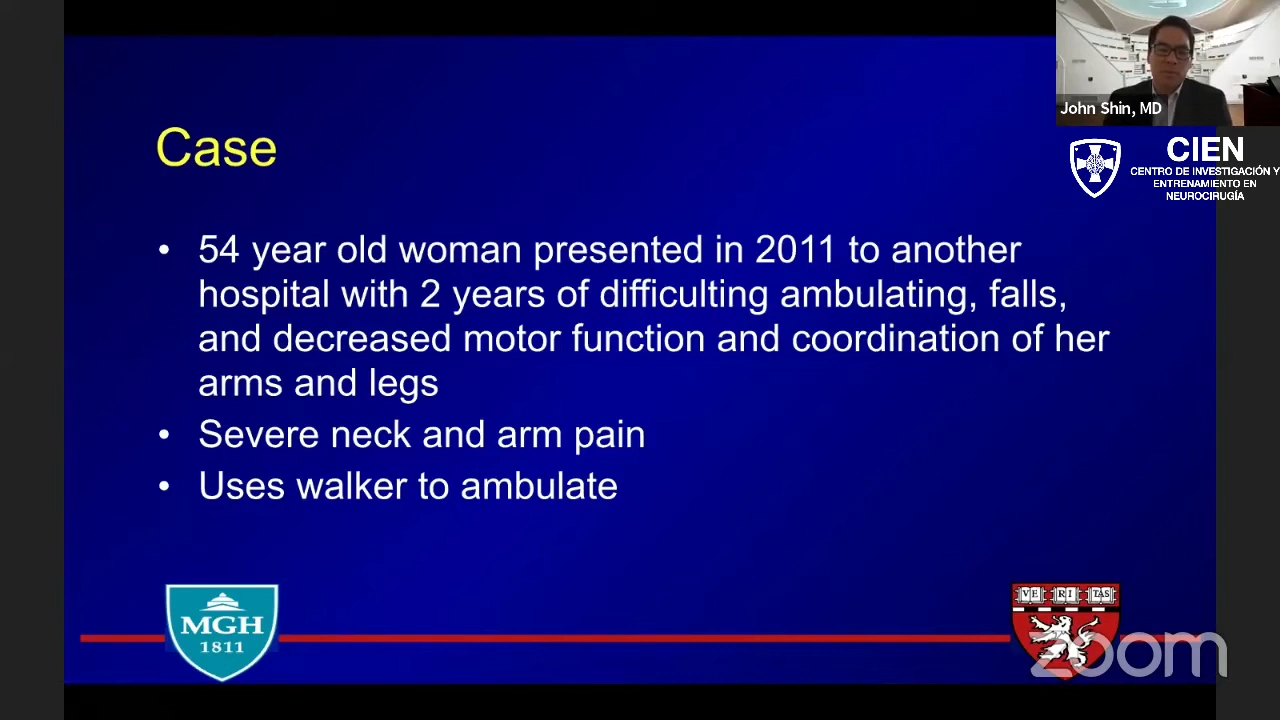 John Shin, MD
CIEN
CENTRO DE INVESTIGACIÓN Y
ENTRENAMIENTO EN
NEUROCIRUGÍA
Case
• 54 year old woman presented in 2011 to another
hospital with 2 years of difficulting ambulating, falls,
and decreased motor function and coordination of her
arms and legs
• Severe neck and arm pain
• Uses walker to ambulate
MGH
1811
VE RI TAS
zoom